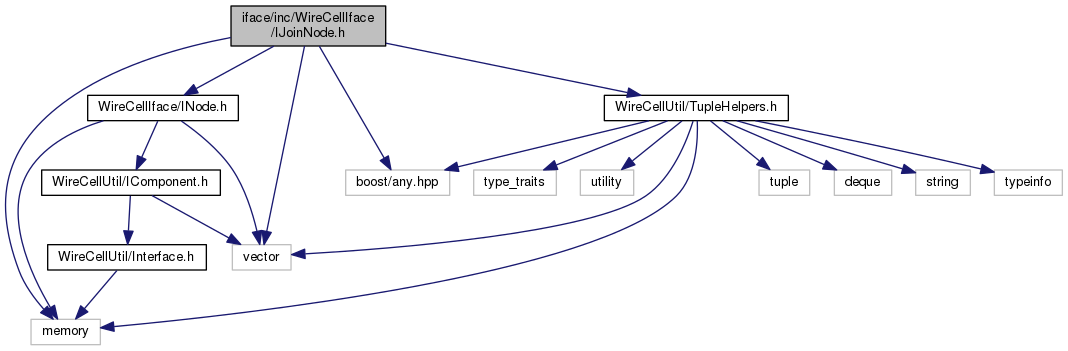 iface/inc/WireCellIface
/IJoinNode.h
WireCellIface/INode.h
WireCellUtil/TupleHelpers.h
WireCellUtil/IComponent.h
boost/any.hpp
type_traits
utility
tuple
deque
string
typeinfo
WireCellUtil/Interface.h
vector
memory